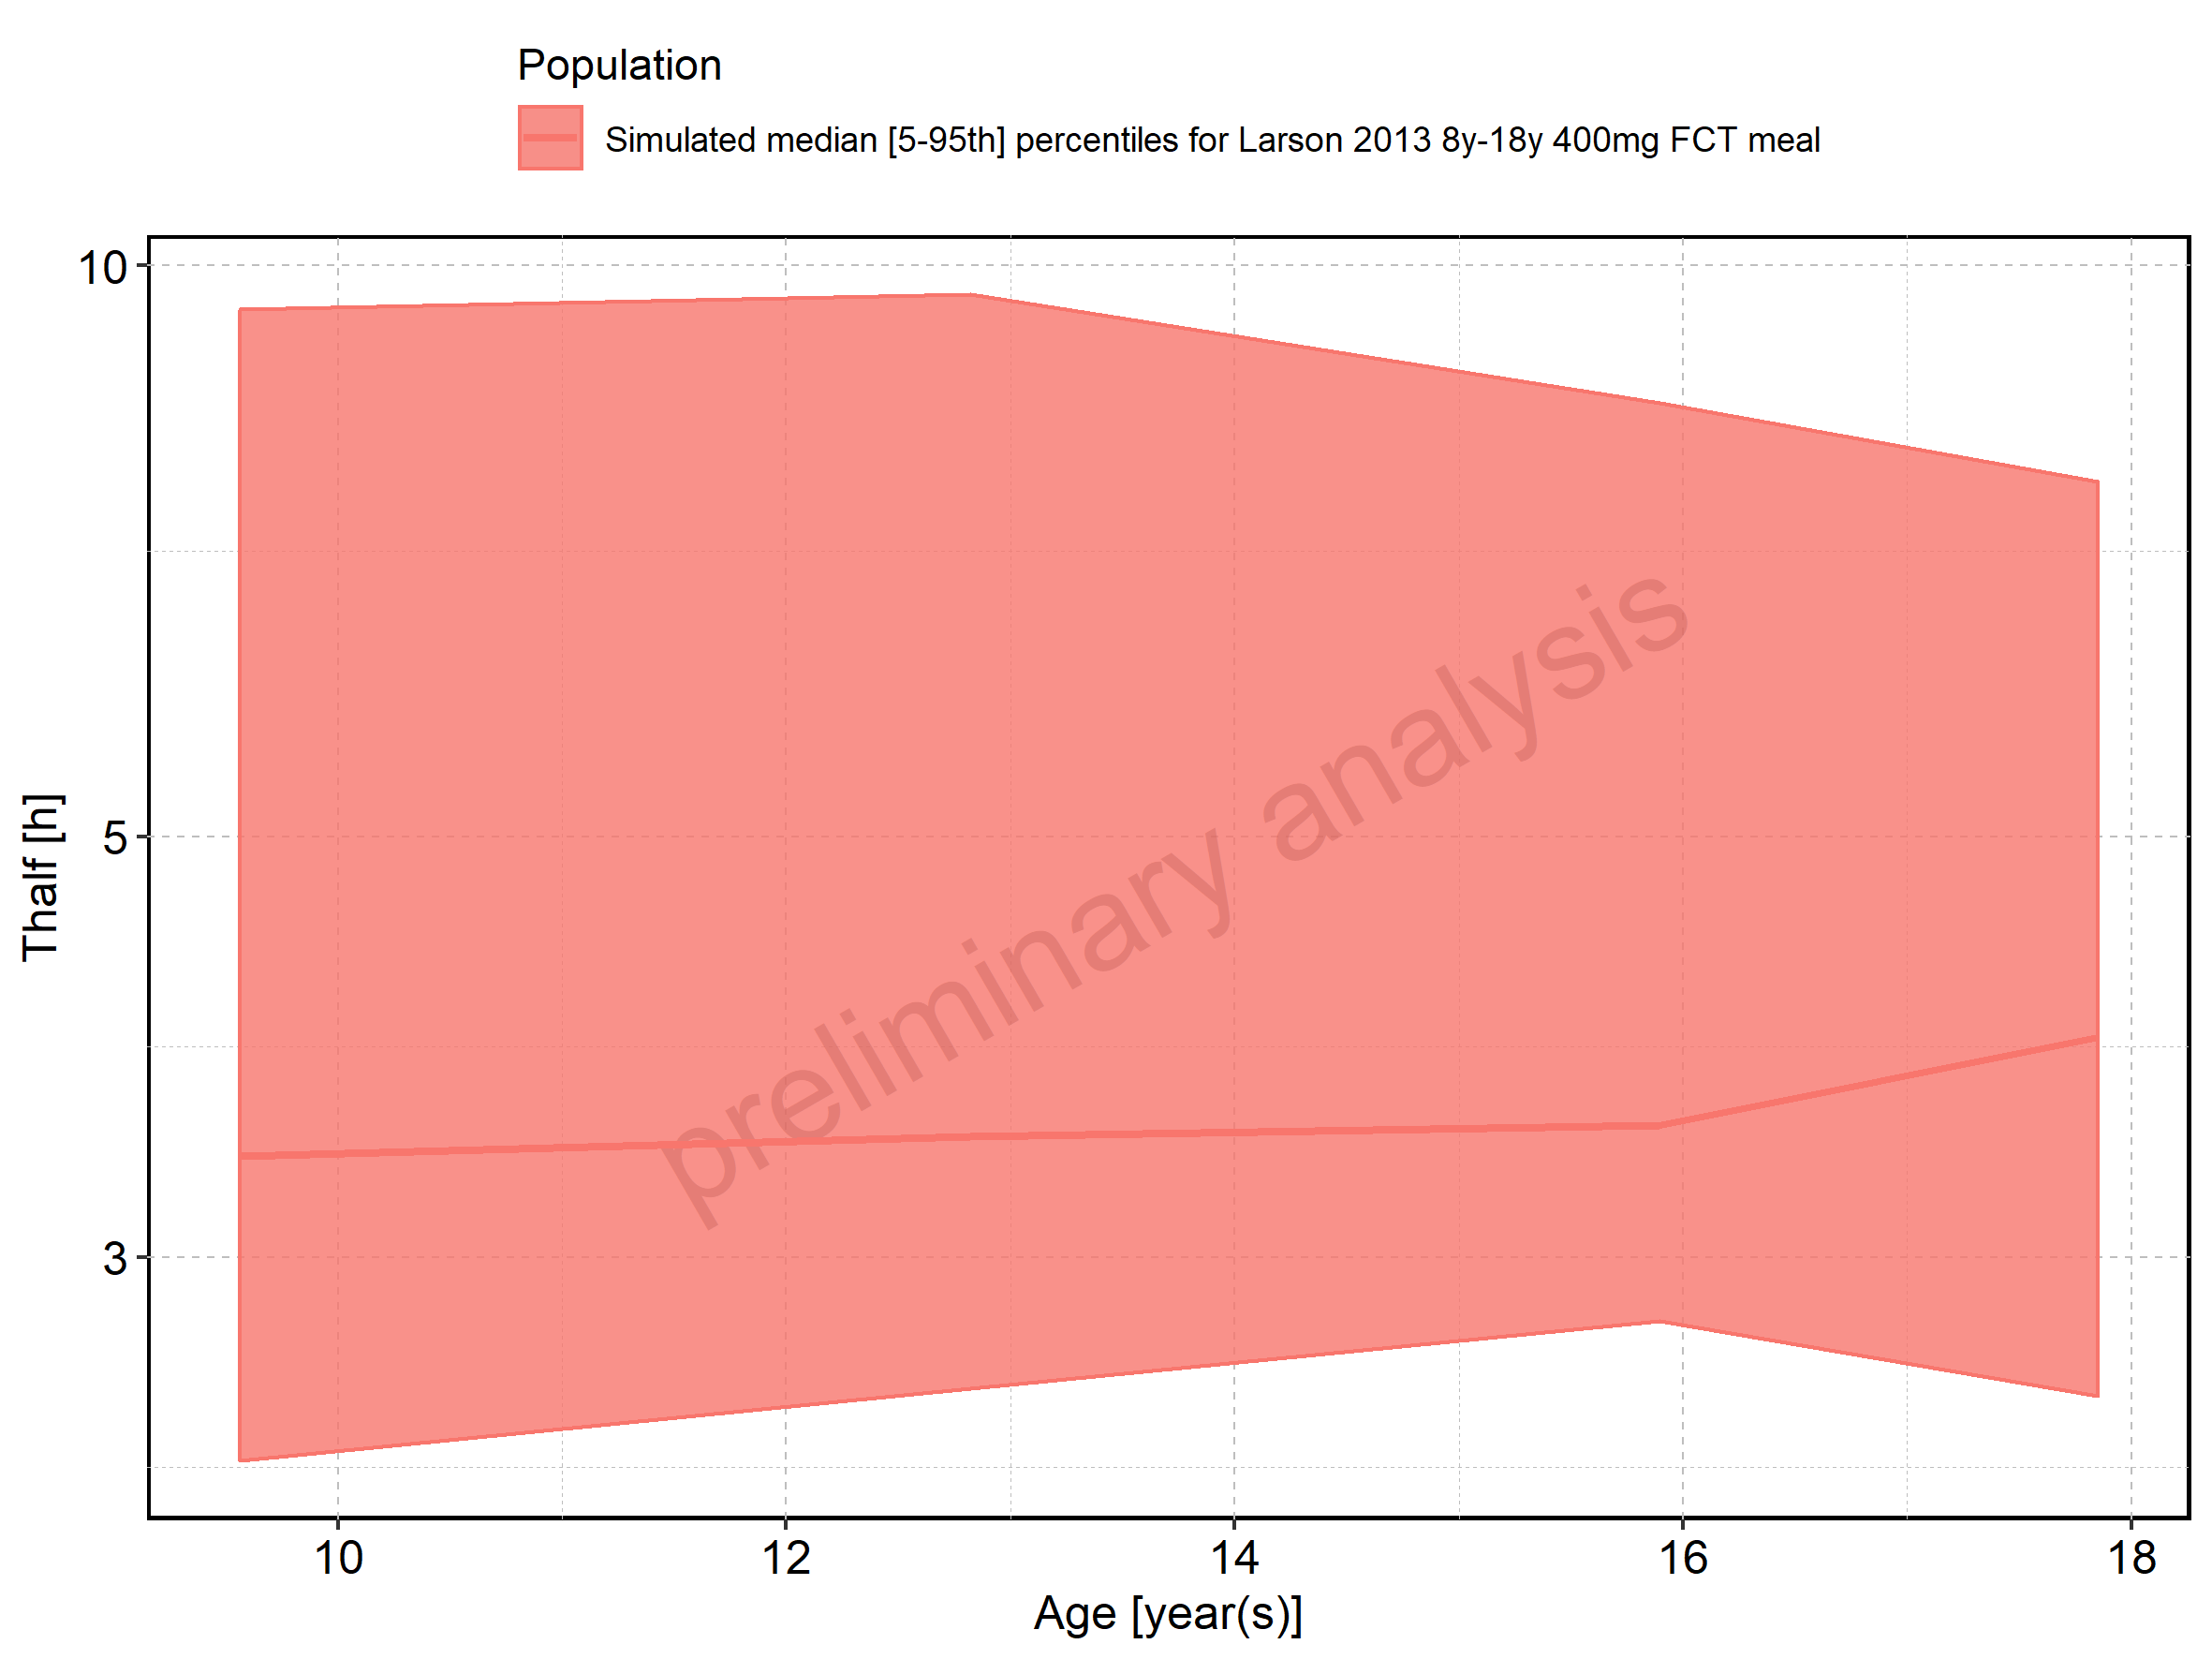 Population
Simulated median [5-95th] percentiles for Larson 2013 8y-18y 400mg FCT meal
10
5
3
Thalf [h]
preliminary analysis
10 12 14 16 18
Age [year(s)]